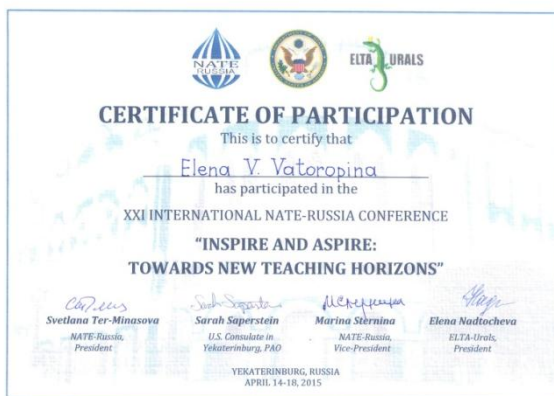 NATE
RUSSIA
ELTA URALS
CERTIFICATE OF PARTICIPATION
This is to certify that
Elena V. Vatoropina
has participated in the
XXI INTERNATIONAL NATE-RUSSIA CONFERENCE
"INSPIRE AND ASPIRE:
TOWARDS NEW TEACHING HORIZONS"
Svetlana Ter-Minasova
NATE-Russia,
President
Sarah Saperstein
U.S. Consulate in
Yekaterinburg, PAO
Marina Sternina
NATE-Russia,
Vice-President
Elena Nadtocheva
ELTA-Urals,
President
YEKATERINBURG, RUSSIA
APRIL 14-18, 2015